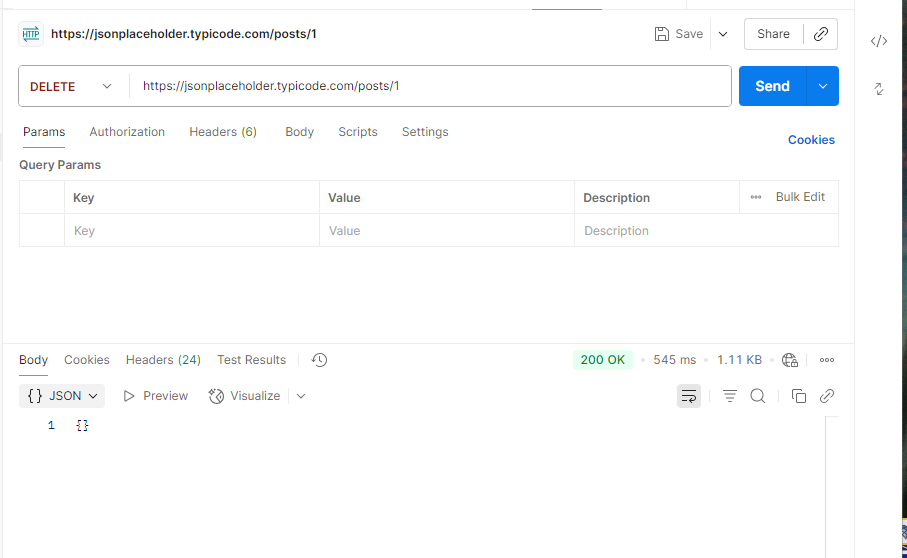 HTTP https://jsonplaceholder.typicode.com/posts/1 Save Share
DELETE https://jsonplaceholder.typicode.com/posts/1 Send
Params Authorization Headers (6) Body Scripts Settings Cookies
Query Params
Key Value Description ••• Bulk Edit
Key Value Description
Body Cookies Headers (24) Test Results 200 OK • 545 ms • 1.11 KB • •••
{} JSON Preview Visualize
1 {}